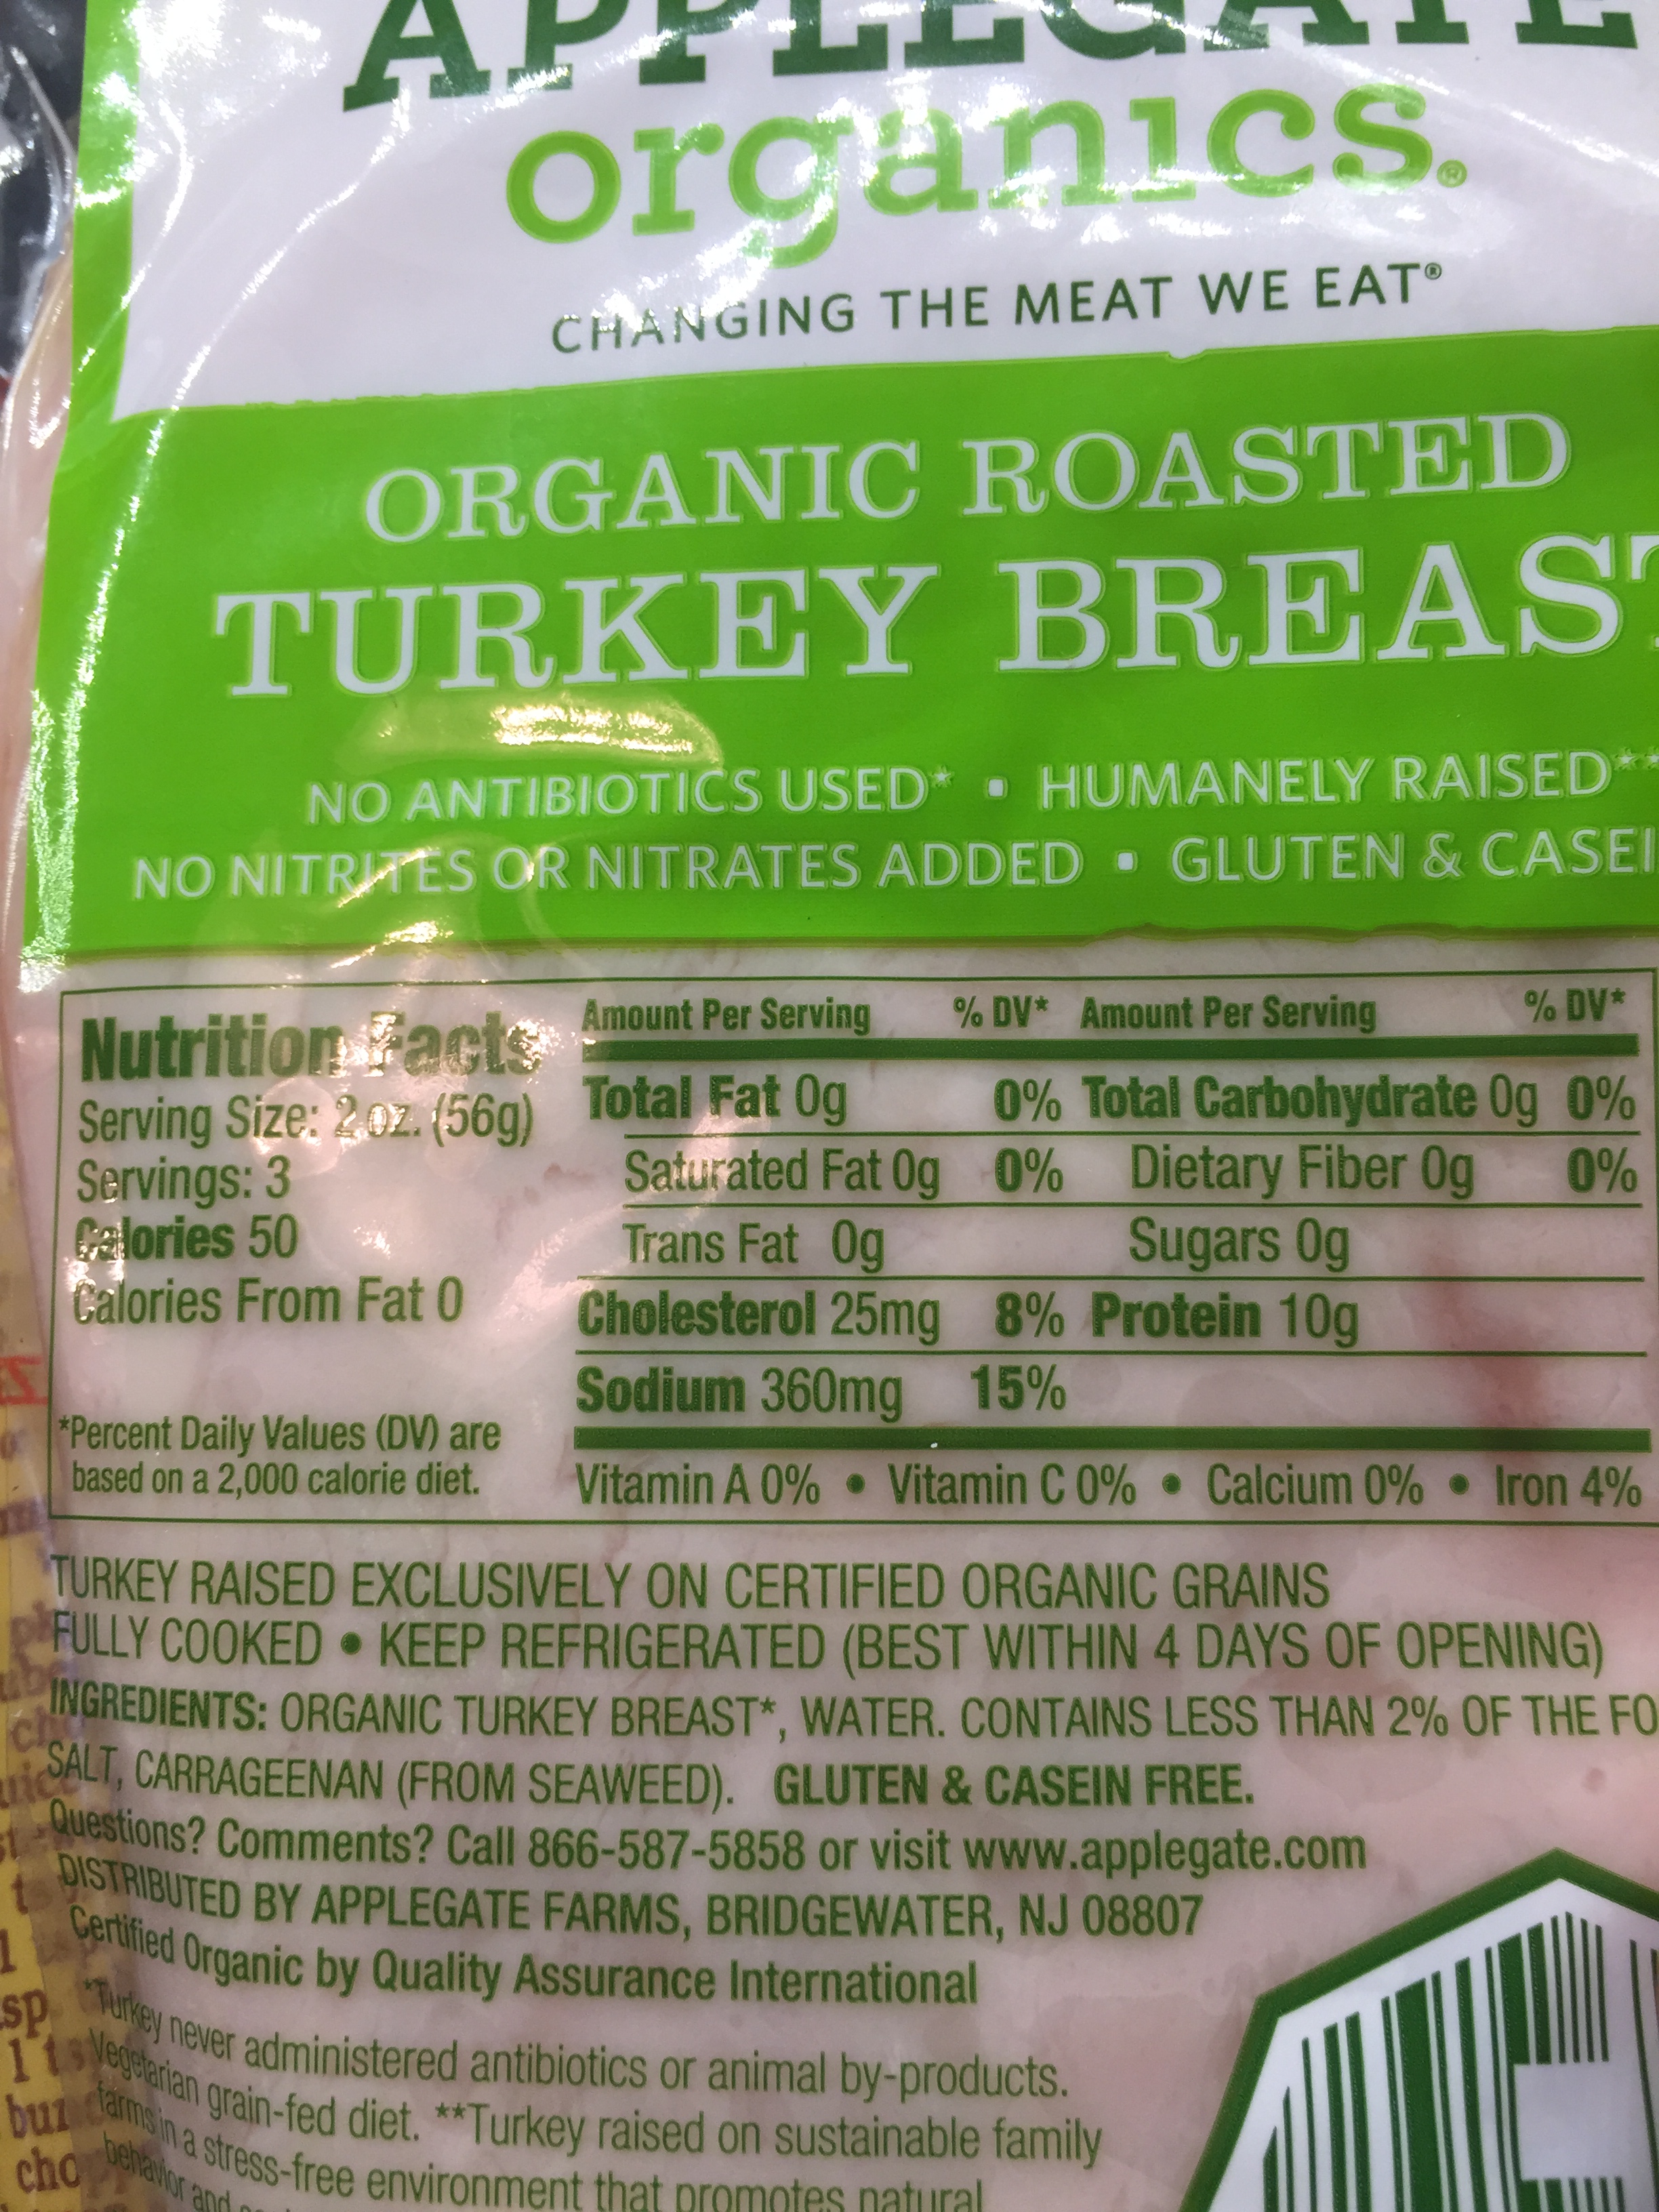 APPLEGATE
organics.®
CHANGING THE MEAT WE EAT®
ORGANIC ROASTED
TURKEY BREAST
NO ANTIBIOTICS USED* ▪ HUMANELY RAISED**
NO NITRITES OR NITRATES ADDED ▪ GLUTEN & CASEI
Nutrition Facts
Serving Size: 2 oz. (56g)
Servings: 3
Calories 50
Calories From Fat 0
*Percent Daily Values (DV) are
based on a 2,000 calorie diet.
Amount Per Serving % DV* Amount Per Serving % DV*
Total Fat 0g 0% Total Carbohydrate 0g 0%
Saturated Fat 0g 0% Dietary Fiber 0g 0%
Trans Fat 0g Sugars 0g
Cholesterol 25mg 8% Protein 10g
Sodium 360mg 15%
Vitamin A 0% • Vitamin C 0% • Calcium 0% • Iron 4%
TURKEY RAISED EXCLUSIVELY ON CERTIFIED ORGANIC GRAINS
FULLY COOKED • KEEP REFRIGERATED (BEST WITHIN 4 DAYS OF OPENING)
INGREDIENTS: ORGANIC TURKEY BREAST*, WATER. CONTAINS LESS THAN 2% OF THE FO
SALT, CARRAGEENAN (FROM SEAWEED). GLUTEN & CASEIN FREE.
Questions? Comments? Call 866-587-5858 or visit www.applegate.com
DISTRIBUTED BY APPLEGATE FARMS, BRIDGEWATER, NJ 08807
Certified Organic by Quality Assurance International
*Turkey never administered antibiotics or animal by-products.
Vegetarian grain-fed diet. **Turkey raised on sustainable family
farms in a stress-free environment that promotes natural
behavior and